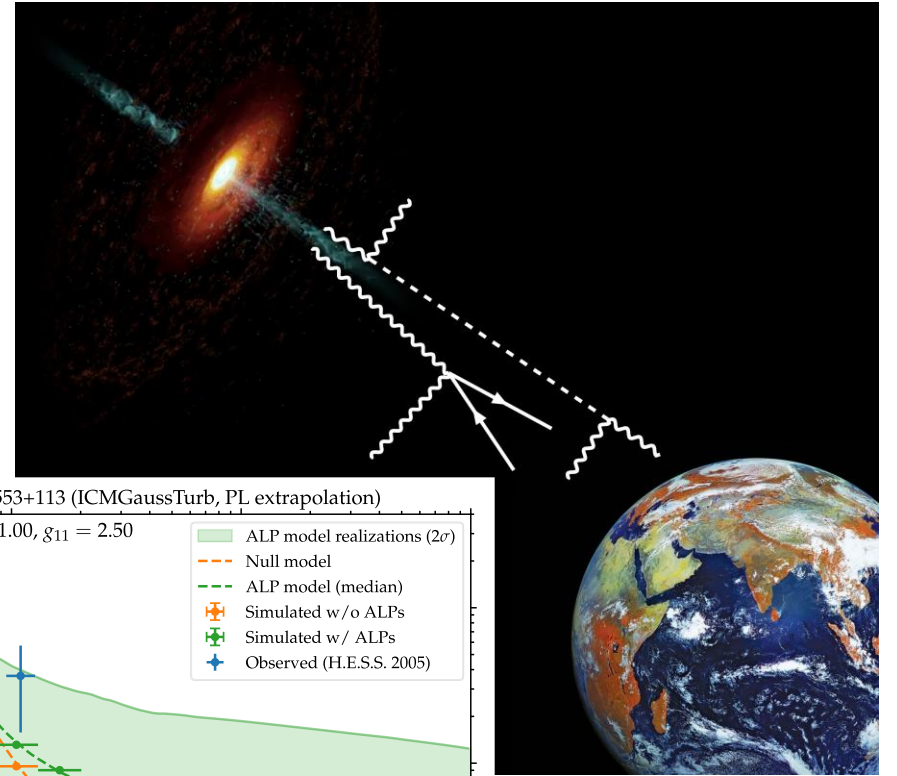 553+113 (ICMGaussTurb, PL extrapolation)
1.00, g₁₁ = 2.50
ALP model realizations (2σ)
Null model
ALP model (median)
Simulated w/o ALPs
Simulated w/ ALPs
Observed (H.E.S.S. 2005)